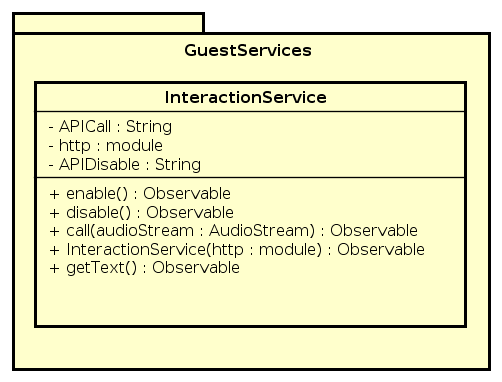 GuestServices
InteractionService
- APICall : String
- http : module
- APIDisable : String
+ enable() : Observable
+ disable() : Observable
+ call(audioStream : AudioStream) : Observable
+ InteractionService(http : module) : Observable
+ getText() : Observable